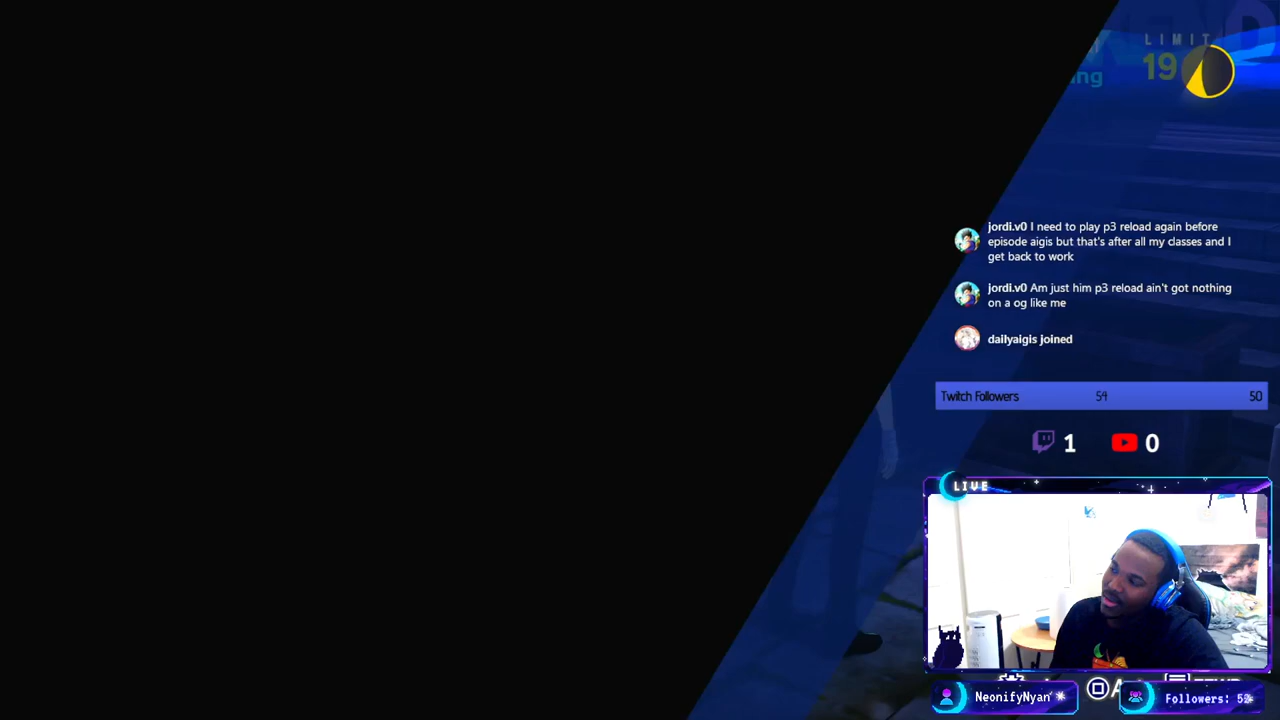 LIMIT
19
ng
jordi.v0 I need to play p3 reload again before
episode aigis but that's after all my classes and I
get back to work
jordi.v0 Am just him p3 reload ain't got nothing
on a og like me
dailyaigis joined
Twitch Followers 54 50
1 0
LIVE
NeonifyNyan
Followers: